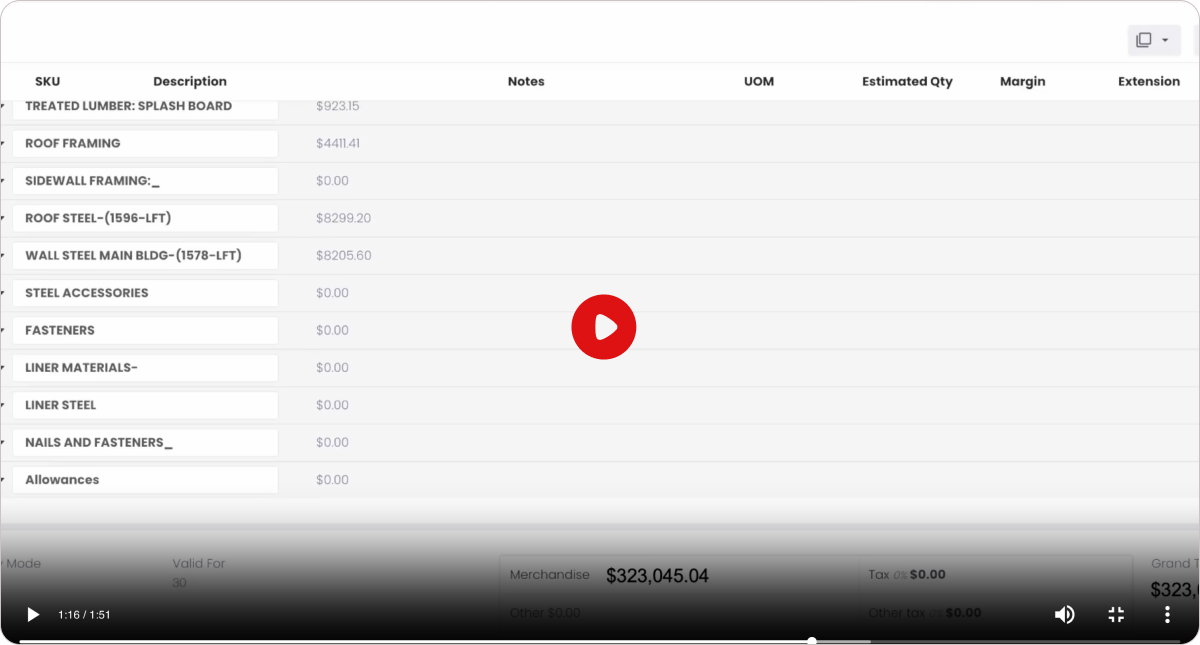 SKU Description Notes UOM Estimated Qty Margin Extension
TREATED LUMBER: SPLASH BOARD $923.15
ROOF FRAMING $4411.41
SIDEWALL FRAMING:_ $0.00
ROOF STEEL-(1596-LFT) $8299.20
WALL STEEL MAIN BLDG-(1578-LFT) $8205.60
STEEL ACCESSORIES $0.00
FASTENERS $0.00
LINER MATERIALS- $0.00
LINER STEEL $0.00
NAILS AND FASTENERS_ $0.00
Allowances $0.00
Mode Valid For Grand T
30 Merchandise $323,045.04 Tax 0% $0.00
$323,
Other $0.00 Other tax 0% $0.00
1:16 / 1:51